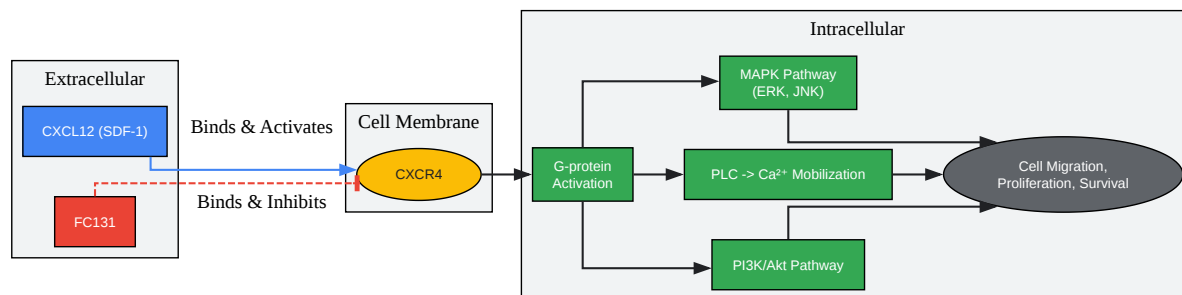 Extracellular
CXCL12 (SDF-1)
FC131
Binds & Activates
Binds & Inhibits
Cell Membrane
CXCR4
Intracellular
G-protein
Activation
MAPK Pathway
(ERK, JNK)
PLC -> Ca²⁺ Mobilization
PI3K/Akt Pathway
Cell Migration,
Proliferation, Survival